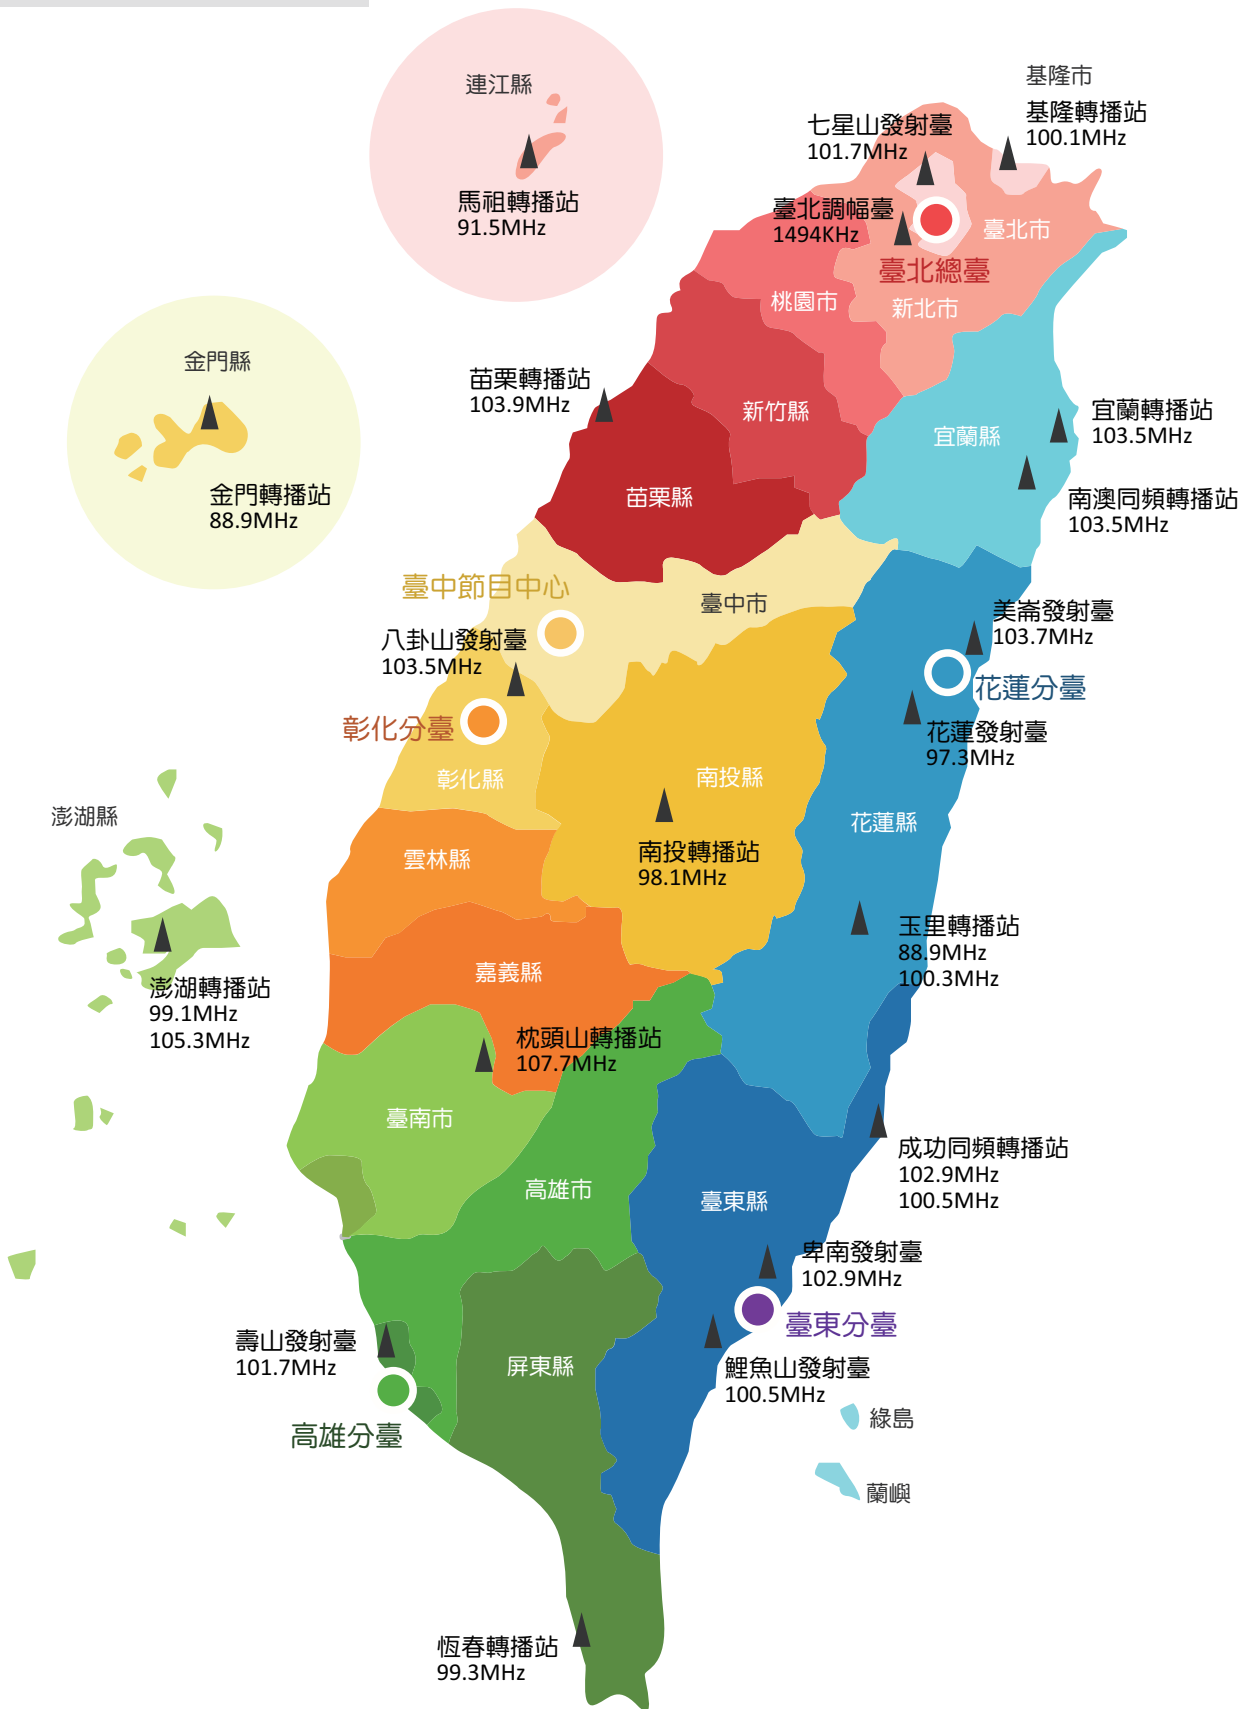 連江縣
馬祖轉播站
91.5MHz
基隆市
基隆轉播站
100.1MHz
七星山發射臺
101.7MHz
臺北調幅臺
1494KHz
臺北市
臺北總臺
新北市
桃園市
金門縣
金門轉播站
88.9MHz
苗栗轉播站
103.9MHz
新竹縣
宜蘭縣
宜蘭轉播站
103.5MHz
南澳同頻轉播站
103.5MHz
苗栗縣
臺中節目中心
臺中市
八卦山發射臺
103.5MHz
美崙發射臺
103.7MHz
花蓮分臺
花蓮發射臺
97.3MHz
彰化分臺
彰化縣
南投縣
南投轉播站
98.1MHz
花蓮縣
澎湖縣
澎湖轉播站
99.1MHz
105.3MHz
雲林縣
玉里轉播站
88.9MHz
100.3MHz
嘉義縣
枕頭山轉播站
107.7MHz
臺南市
成功同頻轉播站
102.9MHz
100.5MHz
高雄市
臺東縣
卑南發射臺
102.9MHz
臺東分臺
鯉魚山發射臺
100.5MHz
壽山發射臺
101.7MHz
高雄分臺
屏東縣
綠島
蘭嶼
恆春轉播站
99.3MHz